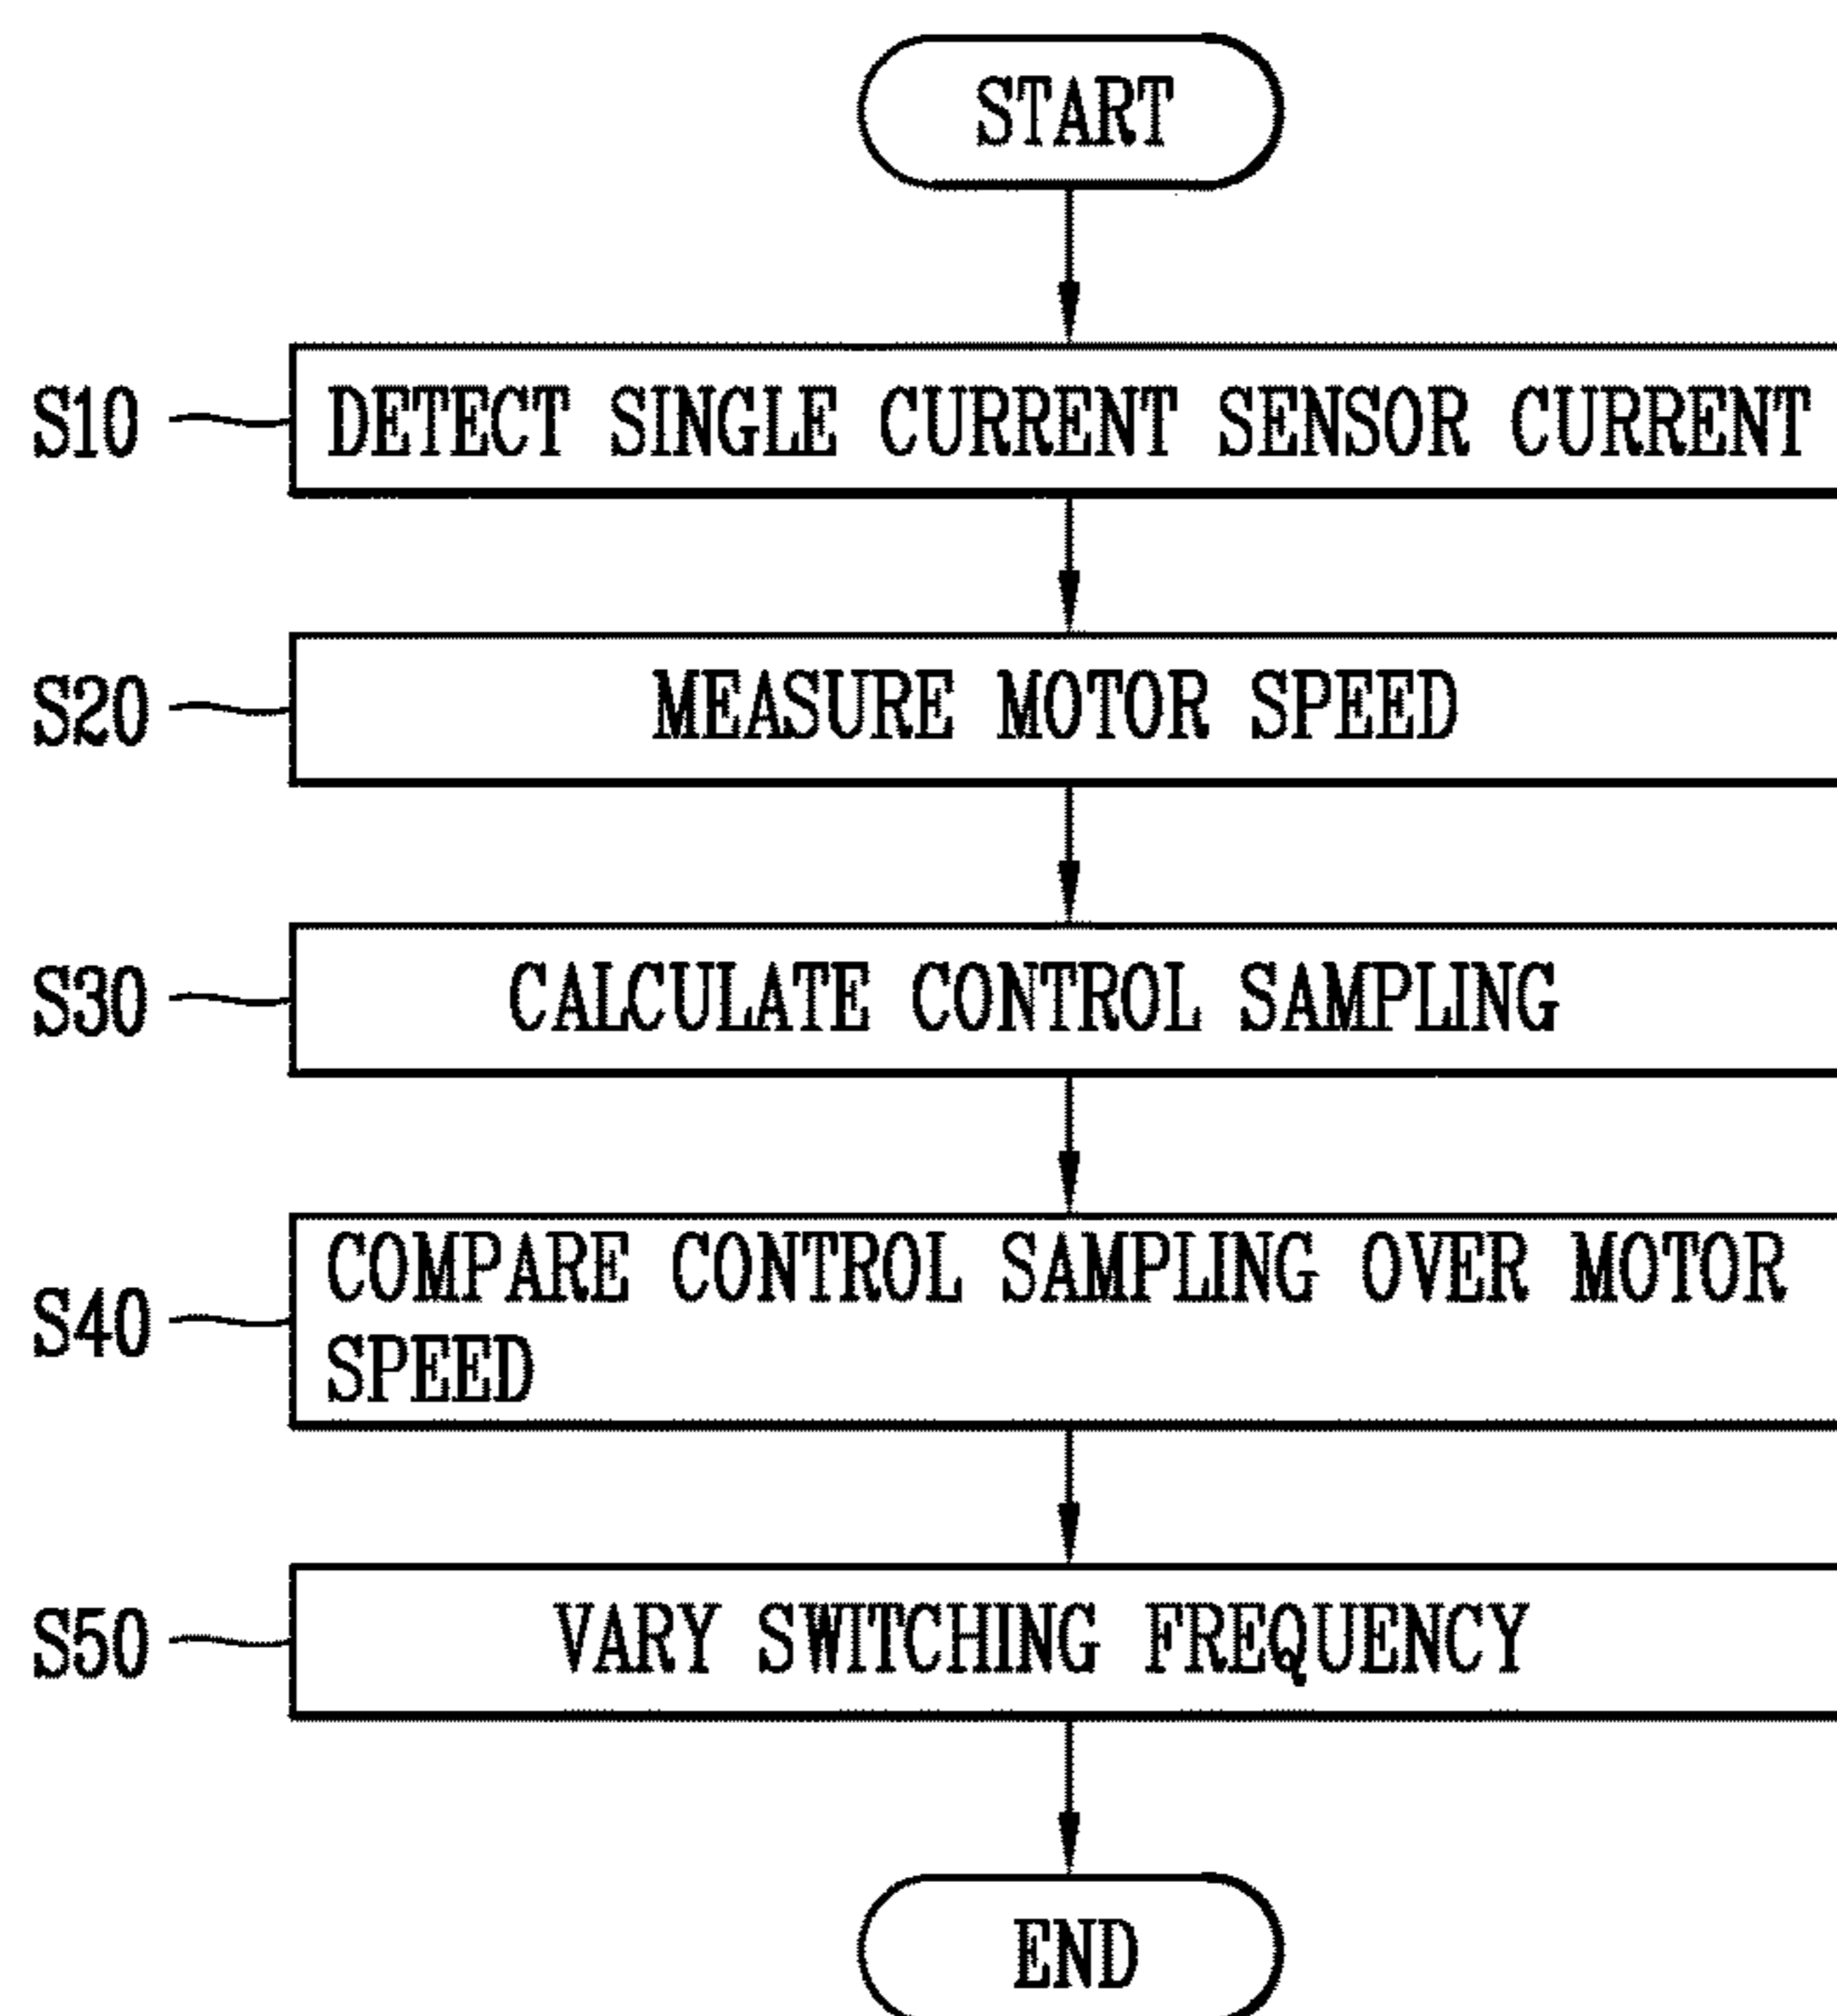 START
S10 DETECT SINGLE CURRENT SENSOR CURRENT
S20 MEASURE MOTOR SPEED
S30 CALCULATE CONTROL SAMPLING
S40 COMPARE CONTROL SAMPLING OVER MOTOR
SPEED
S50 VARY SWITCHING FREQUENCY
END